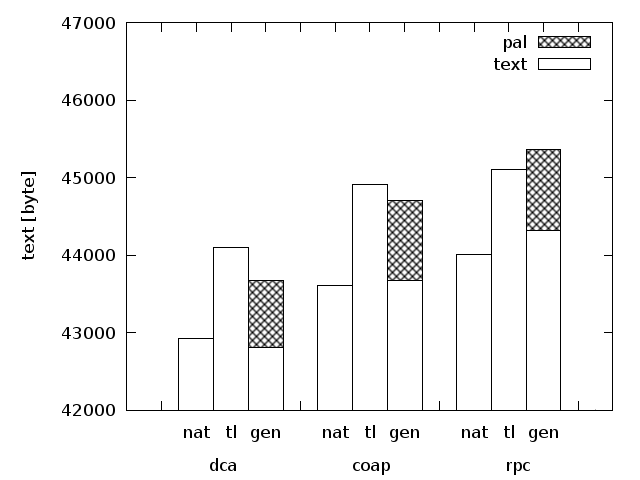 47000
46000
45000
44000
43000
42000
text [byte]
pal
text
nat tl gen nat tl gen nat tl gen
dca coap rpc